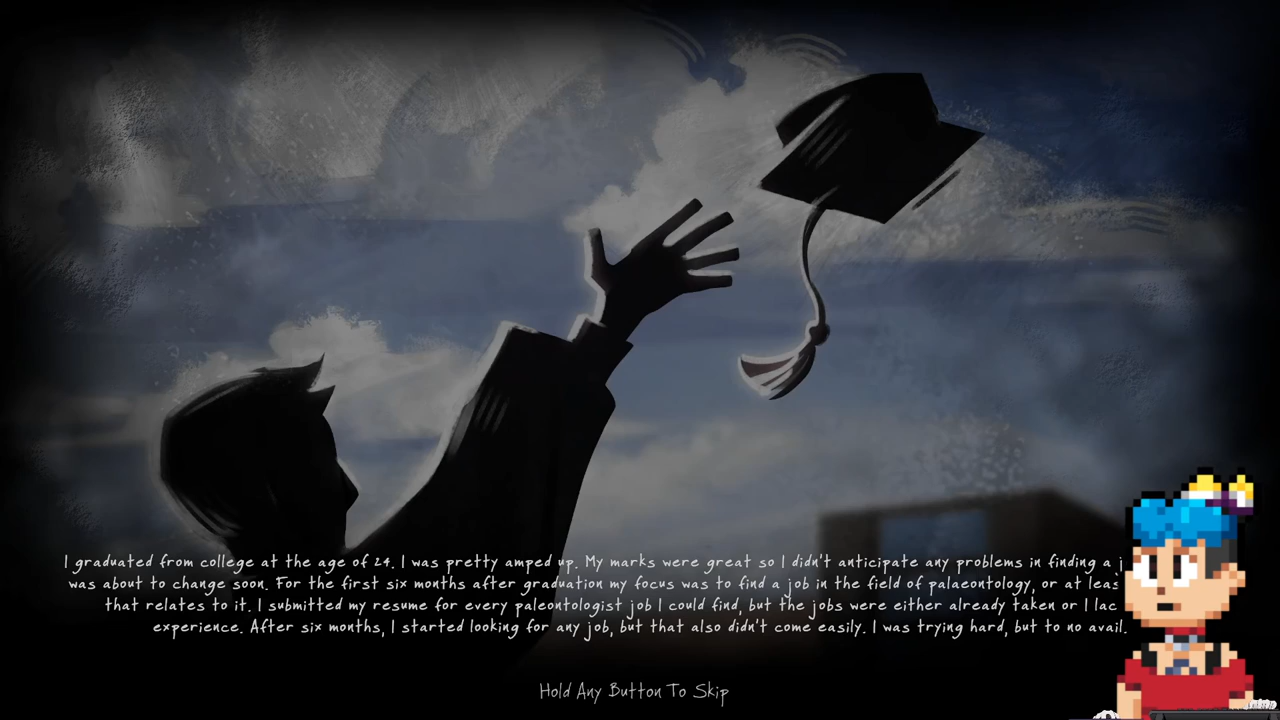 I graduated from college at the age of 24. I was pretty amped up. My marks were great so I didn't anticipate any problems in finding a
was about to change soon. For the first six months after graduation my focus was to find a job in the field of palaeontology, or at
that relates to it. I submitted my resume for every paleontologist job I could find, but the jobs were either already taken or I
experience. After six months, I started looking for any job, but that also didn't come easily. I was trying hard, but to no avail.
Hold Any Button To Skip